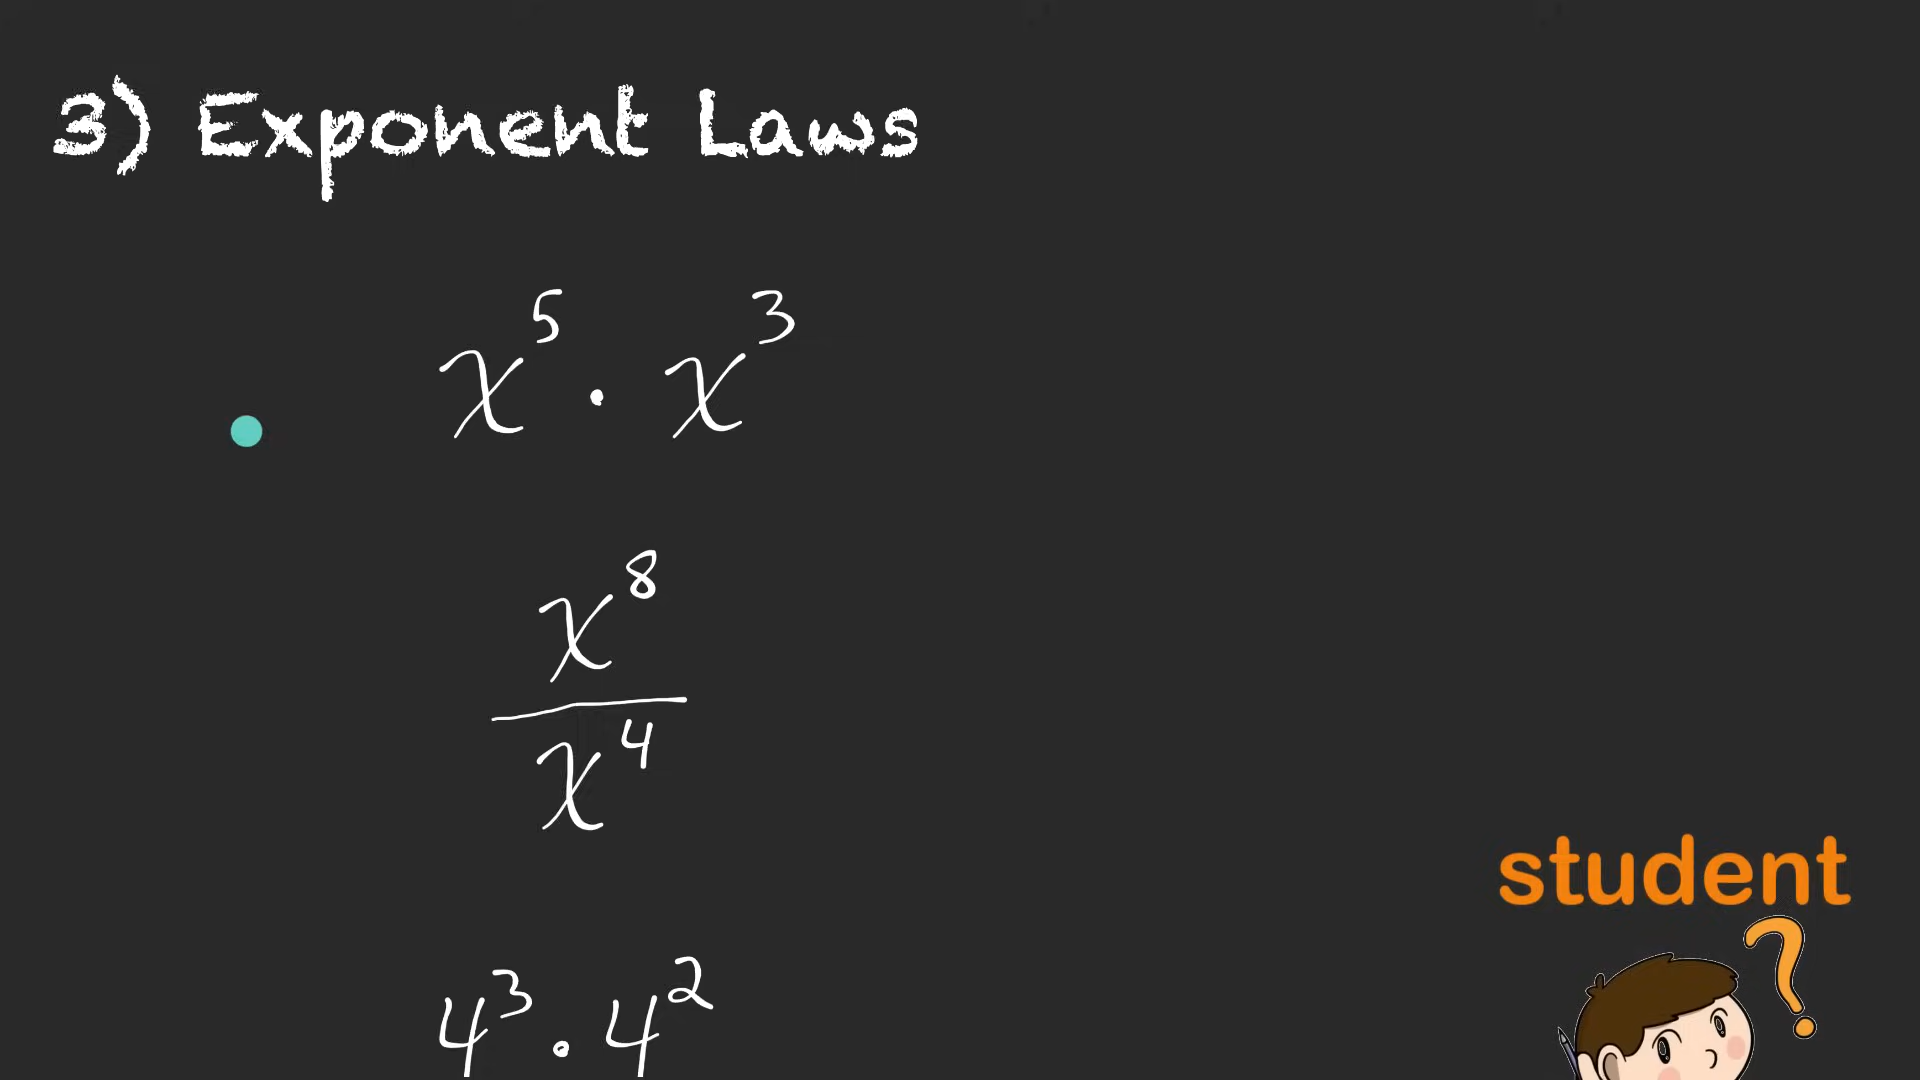 3) Exponent Laws
x⁵ · x³
x⁸
x⁴
student
?
4³ · 4²